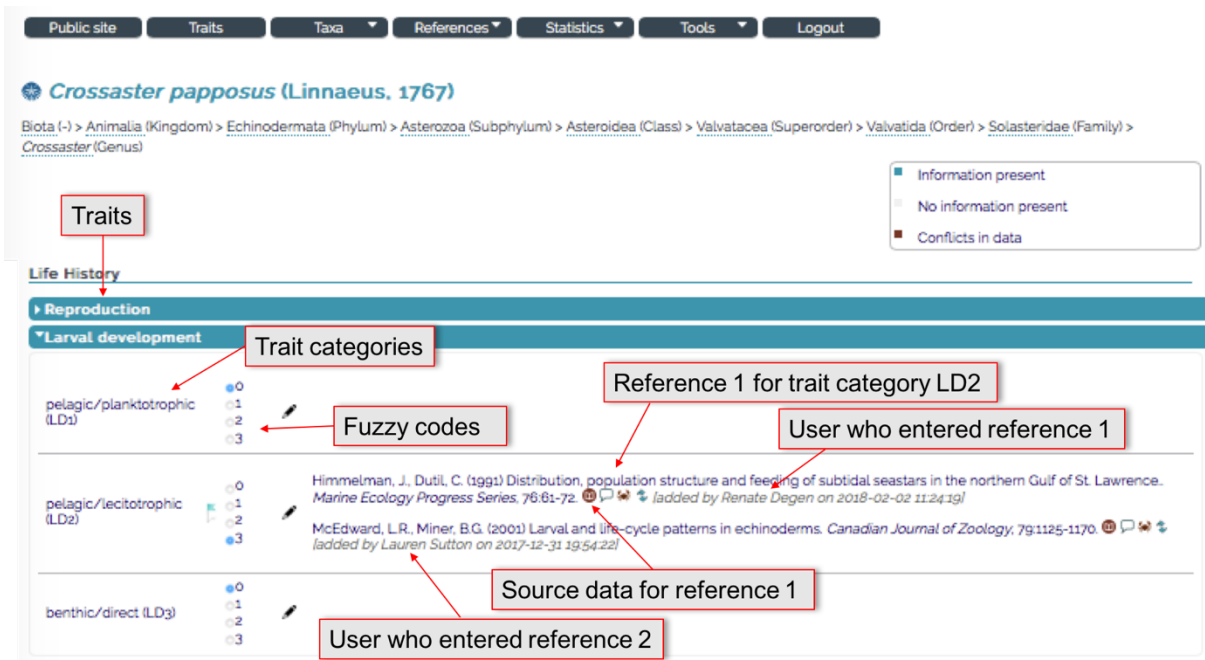 Public site Traits Taxa References Statistics Tools Logout
Crossaster papposus (Linnaeus, 1767)
Biota (-) > Animalia (Kingdom) > Echinodermata (Phylum) > Asterozoa (Subphylum) > Asteroidea (Class) > Valvatacea (Superorder) > Valvatida (Order) > Solasteridae (Family) >
Crossaster (Genus)
Information present
No information present
Conflicts in data
Traits
Life History
Reproduction
Larval development
Trait categories
Reference 1 for trait category LD2
pelagic/planktotrophic
(LD1)
0
1
2
3
Fuzzy codes
User who entered reference 1
pelagic/lecitotrophic
(LD2)
0
1
2
3
Himmelman, J., Dutil, C. (1991) Distribution, population structure and feeding of subtidal seastars in the northern Gulf of St. Lawrence..
Marine Ecology Progress Series, 76:61-72. [added by Renate Degen on 2018-02-02 11:24:19]
McEdward, L.R., Miner, B.G. (2001) Larval and life-cycle patterns in echinoderms. Canadian Journal of Zoology, 79:1125-1170.
[added by Lauren Sutton on 2017-12-31 19:54:22]
Source data for reference 1
benthic/direct (LD3)
0
1
2
3
User who entered reference 2